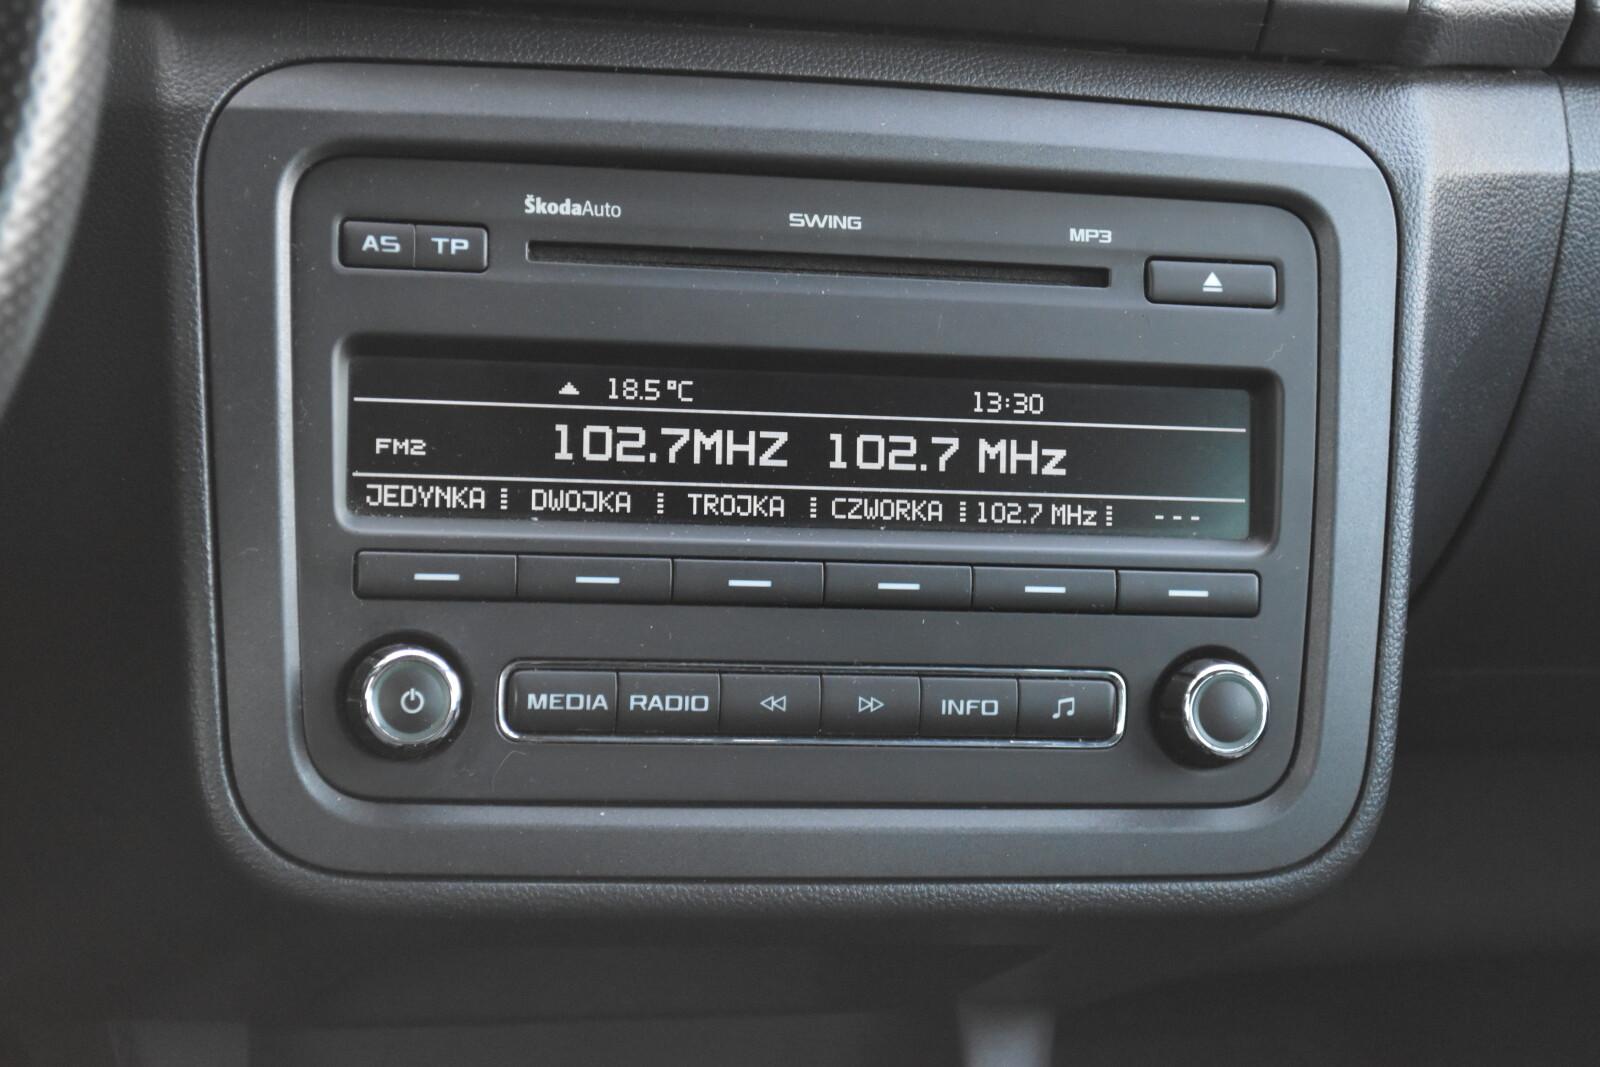 ŠkodaAuto SWING MP3
AS TP
18.5°C 13:30
FM2 102.7MHZ 102.7 MHz
JEDYNKA DWOJKA TROJKA CZWORKA 102.7 MHz ---
MEDIA RADIO INFO